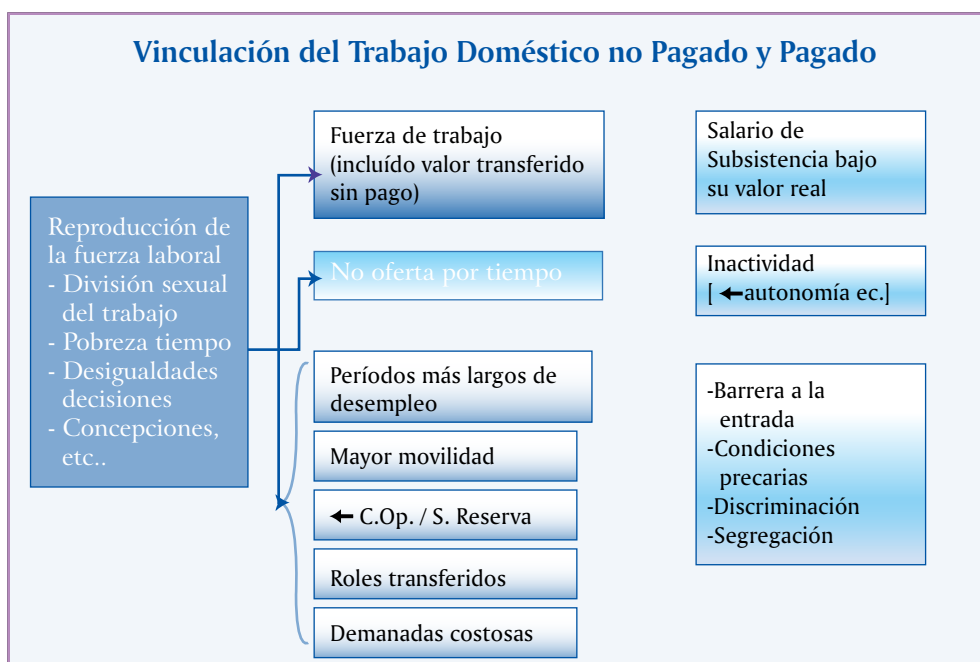 Vinculación del Trabajo Doméstico no Pagado y Pagado
Reproducción de
la fuerza laboral
- División sexual
del trabajo
- Pobreza tiempo
- Desigualdades
decisiones
- Concepciones,
etc..
Fuerza de trabajo
(incluído valor transferido
sin pago)
No oferta por tiempo
Períodos más largos de
desempleo
Mayor movilidad
← C.Op. / S. Reserva
Roles transferidos
Demanadas costosas
Salario de
Subsistencia bajo
su valor real
Inactividad
[ ←autonomía ec.]
-Barrera a la
entrada
-Condiciones
precarias
-Discriminación
-Segregación